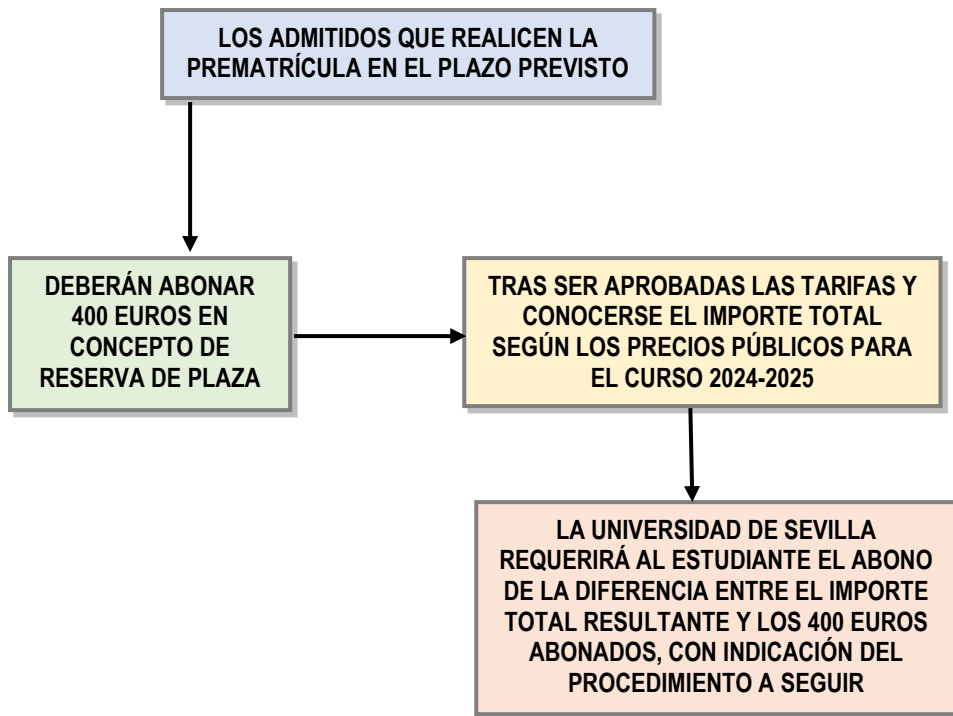 LOS ADMITIDOS QUE REALICEN LA
PREMATRÍCULA EN EL PLAZO PREVISTO
DEBERÁN ABONAR
400 EUROS EN
CONCEPTO DE
RESERVA DE PLAZA
TRAS SER APROBADAS LAS TARIFAS Y
CONOCERSE EL IMPORTE TOTAL
SEGÚN LOS PRECIOS PÚBLICOS PARA
EL CURSO 2024-2025
LA UNIVERSIDAD DE SEVILLA
REQUERIRÁ AL ESTUDIANTE EL ABONO
DE LA DIFERENCIA ENTRE EL IMPORTE
TOTAL RESULTANTE Y LOS 400 EUROS
ABONADOS, CON INDICACIÓN DEL
PROCEDIMIENTO A SEGUIR